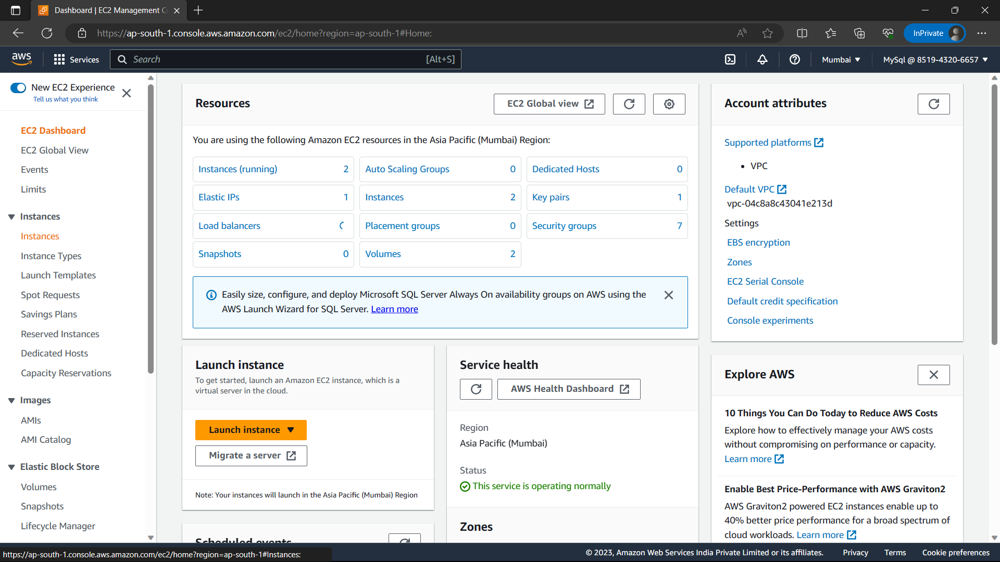 Dashboard | EC2 Management C
https://ap-south-1.console.aws.amazon.com/ec2/home?region=ap-south-1#Home:
InPrivate
aws
Services
Search
[Alt+S]
Mumbai
MySql @ 8519-4320-6657
New EC2 Experience
Tell us what you think
EC2 Dashboard
EC2 Global View
Events
Limits
Instances
Instances
Instance Types
Launch Templates
Spot Requests
Savings Plans
Reserved Instances
Dedicated Hosts
Capacity Reservations
Images
AMIs
AMI Catalog
Elastic Block Store
Volumes
Snapshots
Lifecycle Manager
Resources
EC2 Global view
You are using the following Amazon EC2 resources in the Asia Pacific (Mumbai) Region:
Instances (running) 2
Auto Scaling Groups 0
Dedicated Hosts 0
Elastic IPs 1
Instances 2
Key pairs 1
Load balancers
Placement groups 0
Security groups 7
Snapshots 0
Volumes 2
Easily size, configure, and deploy Microsoft SQL Server Always On availability groups on AWS using the
AWS Launch Wizard for SQL Server. Learn more
Launch instance
To get started, launch an Amazon EC2 instance, which is a
virtual server in the cloud.
Launch instance
Migrate a server
Note: Your instances will launch in the Asia Pacific (Mumbai) Region
Scheduled events
Service health
AWS Health Dashboard
Region
Asia Pacific (Mumbai)
Status
This service is operating normally
Zones
Account attributes
Supported platforms
• VPC
Default VPC
vpc-04c8a8c43041e213d
Settings
EBS encryption
Zones
EC2 Serial Console
Default credit specification
Console experiments
Explore AWS
10 Things You Can Do Today to Reduce AWS Costs
Explore how to effectively manage your AWS costs
without compromising on performance or capacity.
Learn more
Enable Best Price-Performance with AWS Graviton2
AWS Graviton2 powered EC2 instances enable up to
40% better price performance for a broad spectrum of
cloud workloads. Learn more
https://ap-south-1.console.aws.amazon.com/ec2/home?region=ap-south-1#Instances:
© 2023, Amazon Web Services India Private Limited or its affiliates.
Privacy
Terms
Cookie preferences